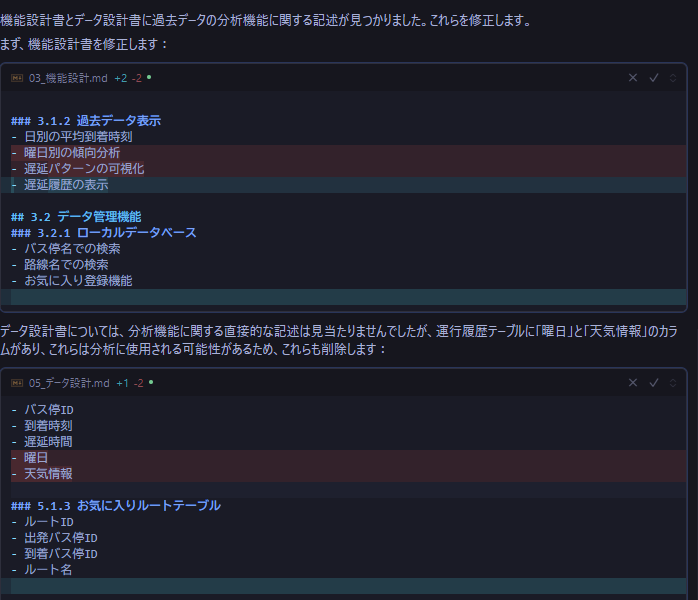 機能設計書とデータ設計書に過去データの分析機能に関する記述が見つかりました。これらを修正します。
まず、機能設計書を修正します：
03_機能設計.md +2 -2
### 3.1.2 過去データ表示
- 日別の平均到着時刻
- 曜日別の傾向分析
- 遅延パターンの可視化
- 遅延履歴の表示
## 3.2 データ管理機能
### 3.2.1 ローカルデータベース
- バス停名での検索
- 路線名での検索
- お気に入り登録機能
データ設計書については、分析機能に関する直接的な記述は見当たりませんでしたが、運行履歴テーブルに「曜日」と「天気情報」のカラ
ムがあり、これらは分析に使用される可能性があるため、これらも削除します：
05_データ設計.md +1 -2
- バス停ID
- 到着時刻
- 遅延時間
- 曜日
- 天気情報
### 5.1.3 お気に入りルートテーブル
- ルートID
- 出発バス停ID
- 到着バス停ID
- ルート名